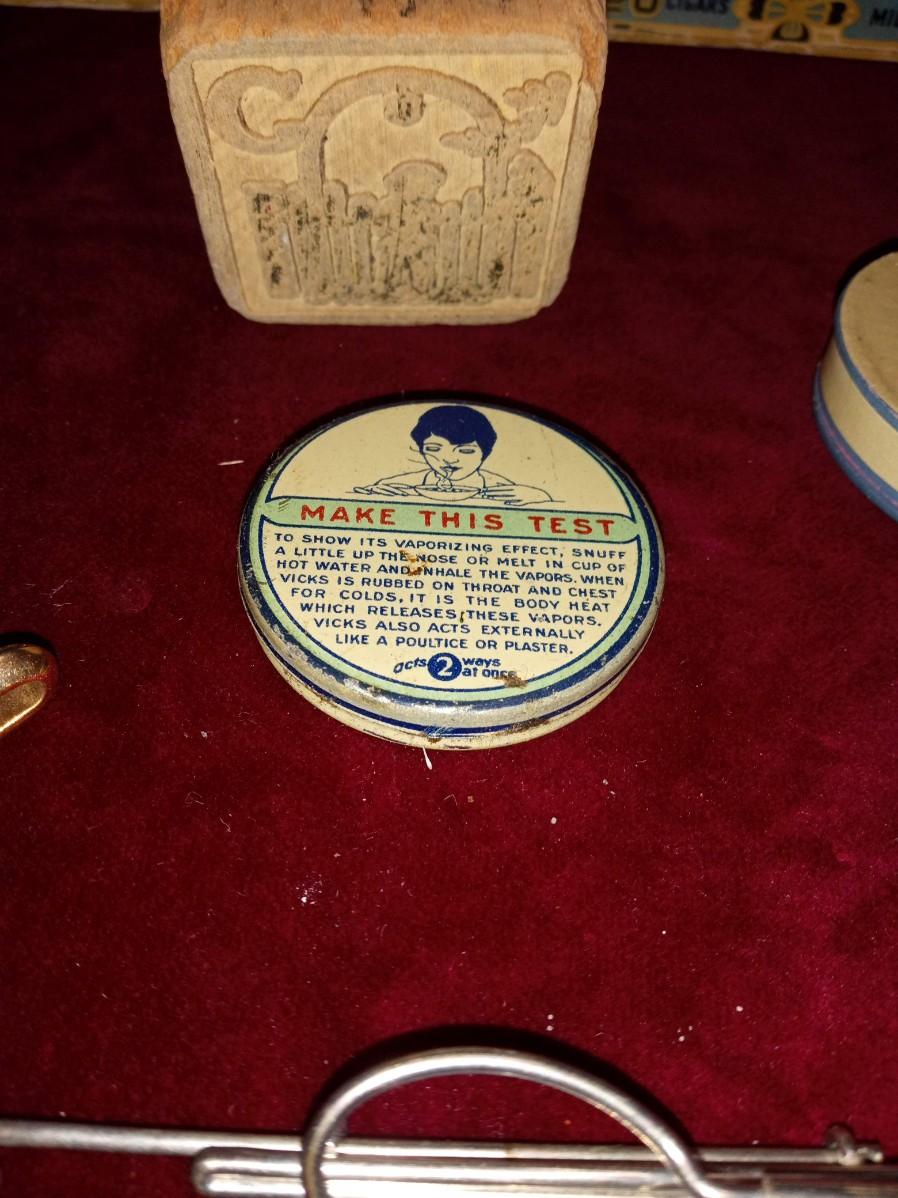 CIGARS
MAKE THIS TEST
TO SHOW ITS VAPORIZING EFFECT, SNUFF
A LITTLE UP THE NOSE OR MELT IN CUP OF
HOT WATER AND INHALE THE VAPORS. WHEN
VICKS IS RUBBED ON THROAT AND CHEST
FOR COLDS, IT IS THE BODY HEAT
WHICH RELEASES THESE VAPORS.
VICKS ALSO ACTS EXTERNALLY
LIKE A POULTICE OR PLASTER.
acts 2 ways
at once